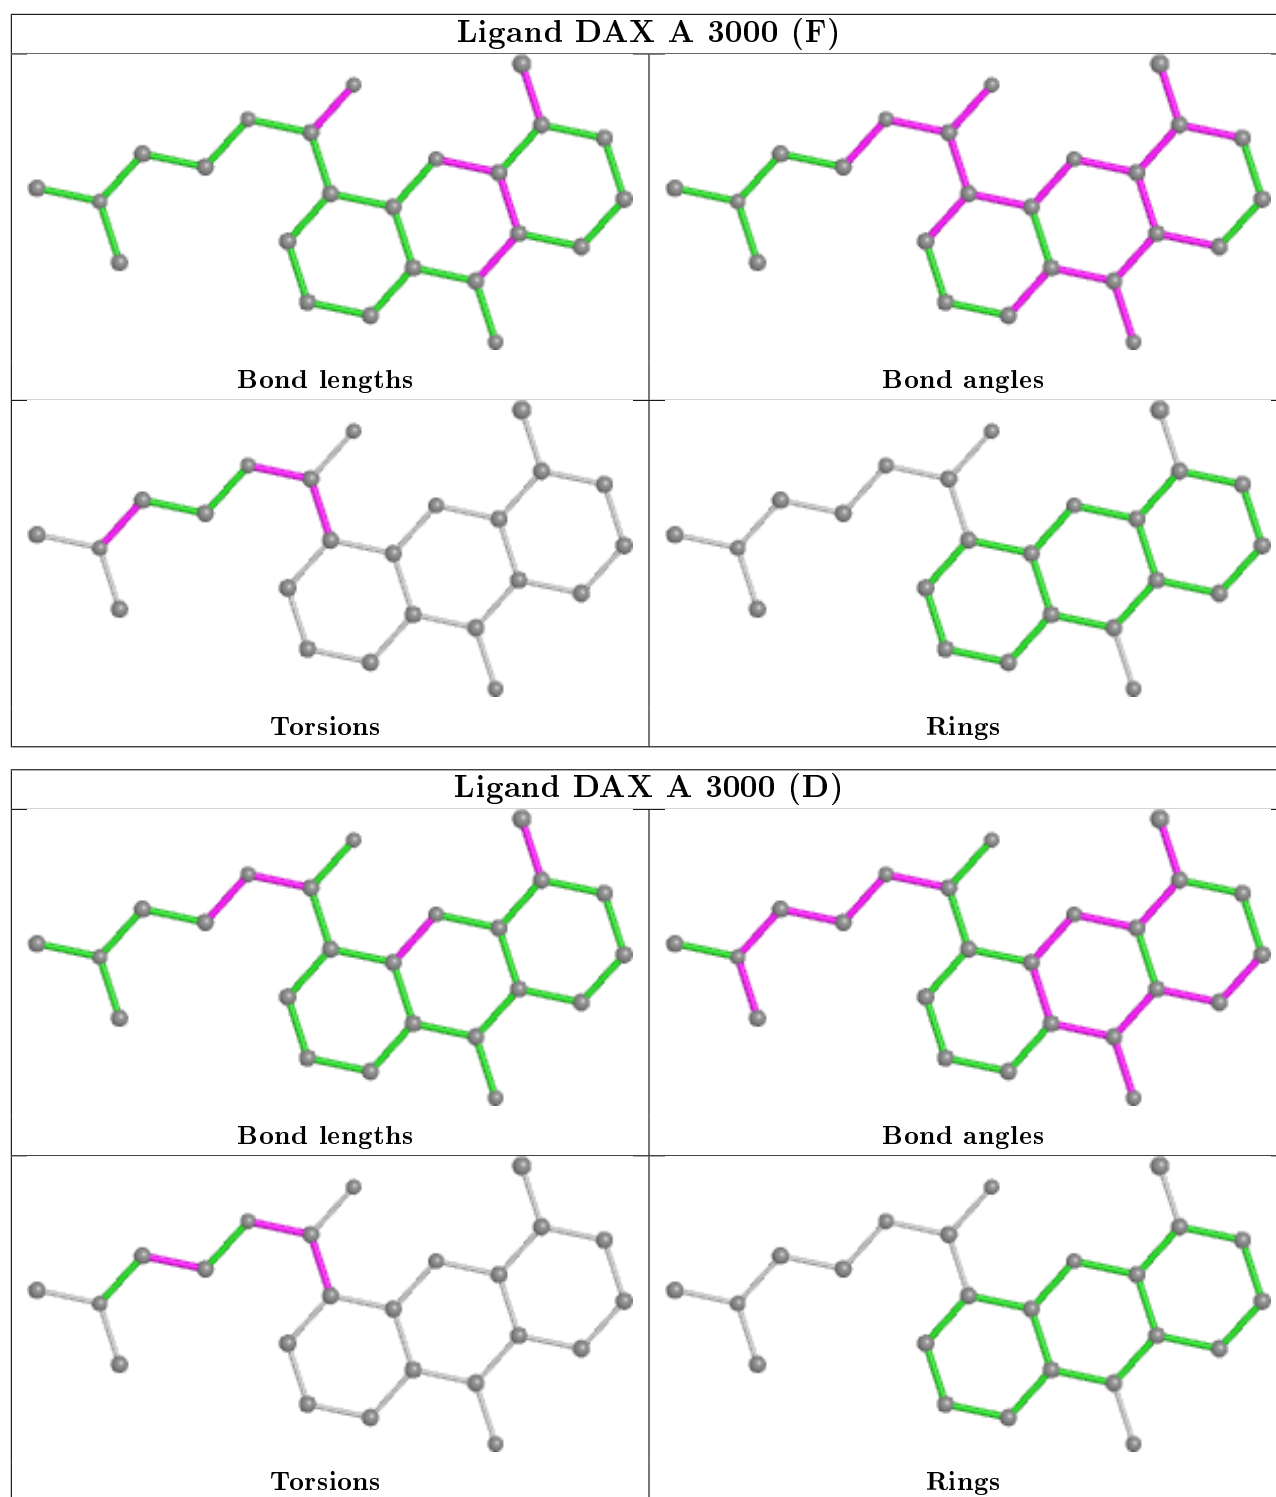 Ligand DAX A 3000 (F)
Bond lengths
Bond angles
Torsions
Rings
Ligand DAX A 3000 (D)
Bond lengths
Bond angles
Torsions
Rings